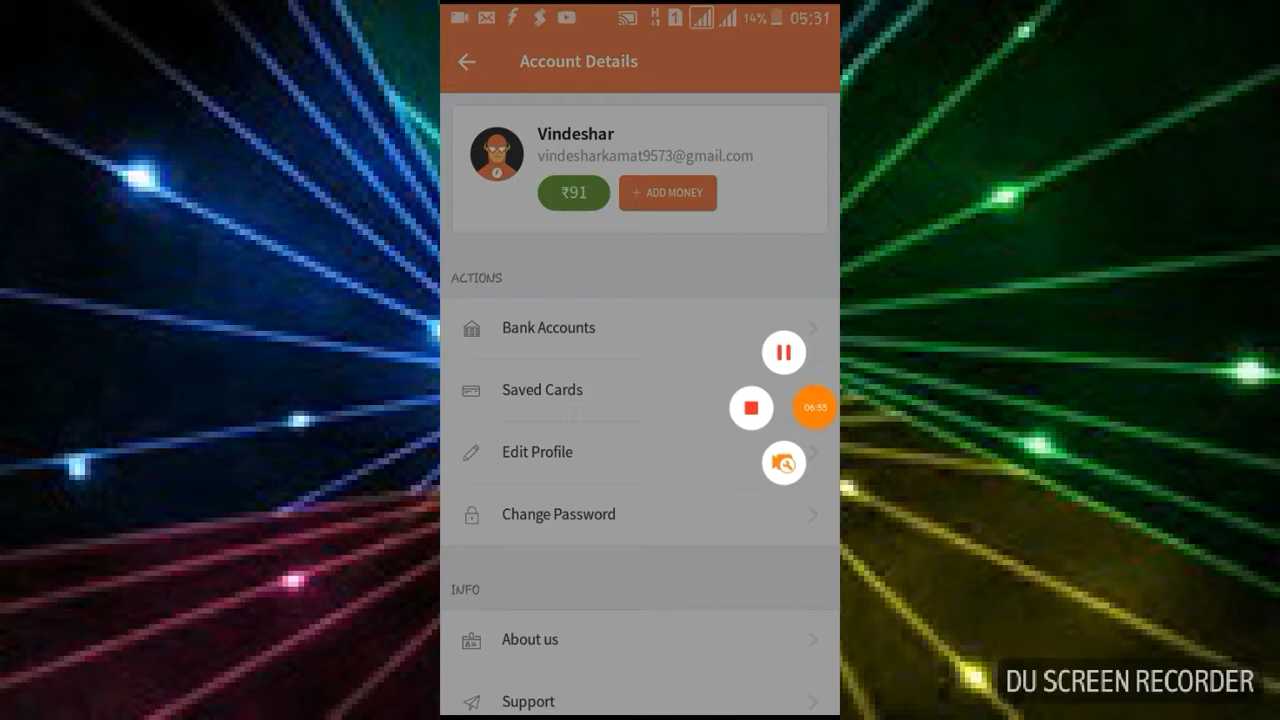 1 14% 05:31
Account Details
Vindeshar
vindesharkamat9573@gmail.com
₹91 + ADD MONEY
ACTIONS
Bank Accounts
Saved Cards
06:55
Edit Profile
Change Password
INFO
About us
Support
DU SCREEN RECORDER